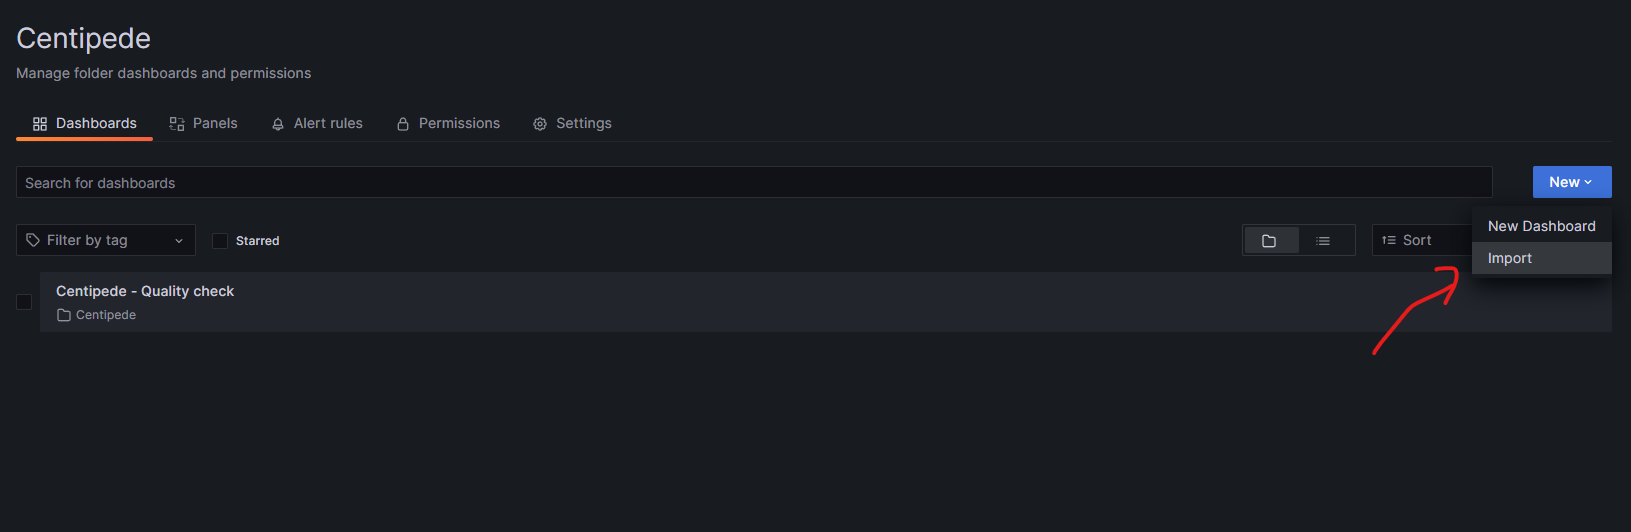 Centipede
Manage folder dashboards and permissions
Dashboards Panels Alert rules Permissions Settings
Search for dashboards New
New Dashboard
Filter by tag Starred Sort
Import
Centipede - Quality check
Centipede